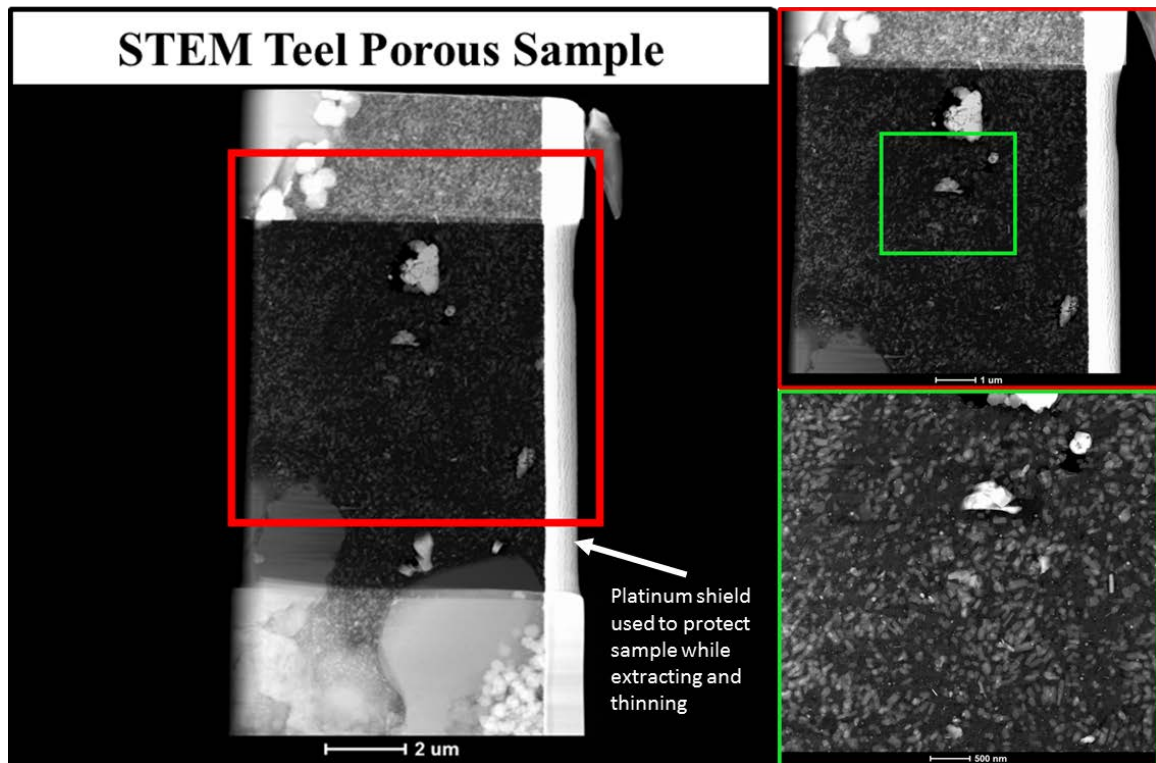 STEM Teel Porous Sample
Platinum shield
used to protect
sample while
extracting and
thinning
2 um
1 um
500 nm